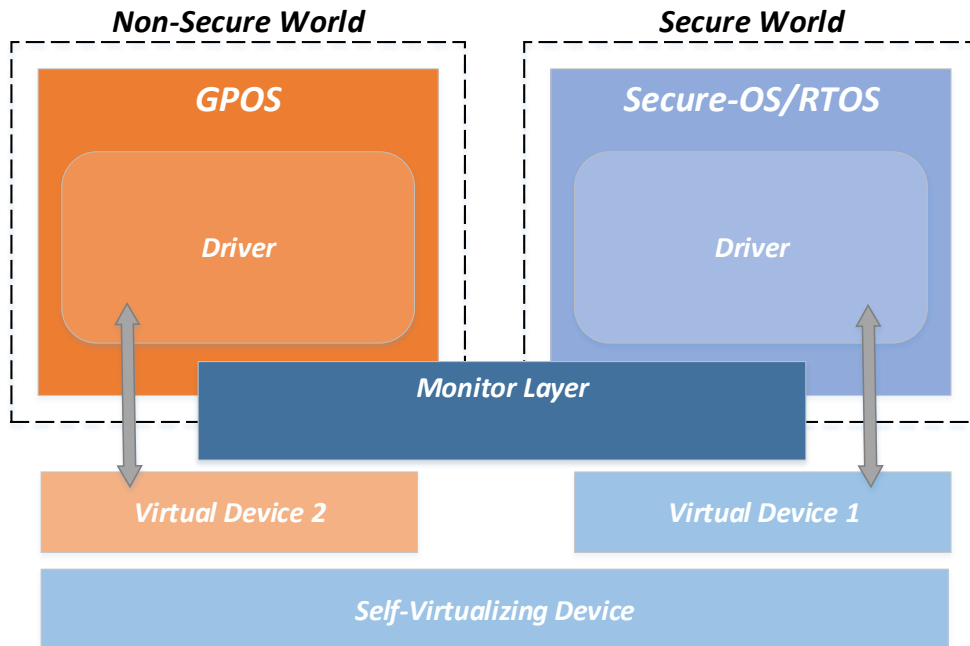 Non-Secure World
Secure World
GPOS
Secure-OS/RTOS
Driver
Driver
Monitor Layer
Virtual Device 2
Virtual Device 1
Self-Virtualizing Device